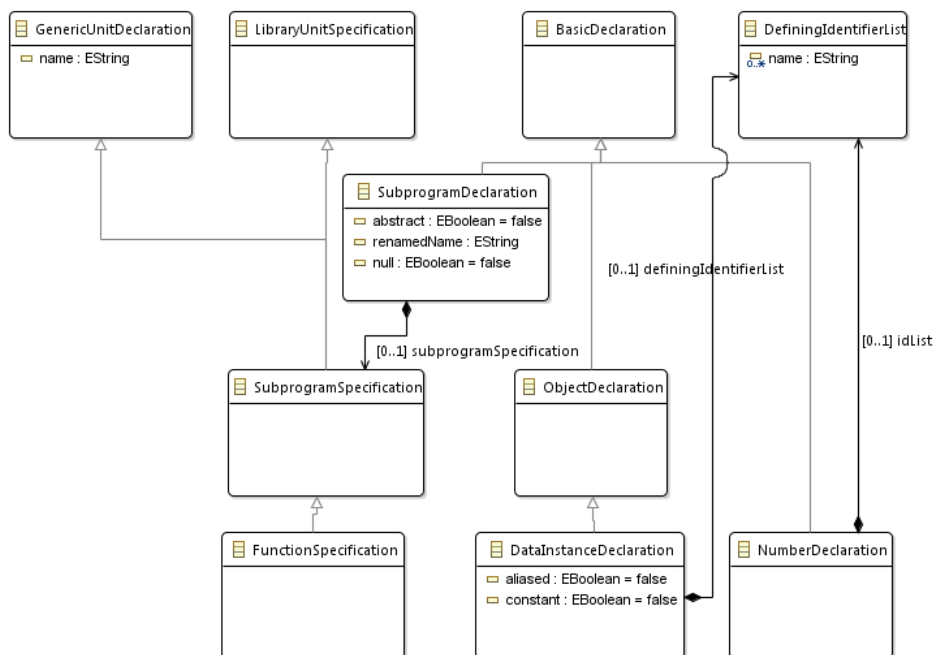 GenericUnitDeclaration
name : EString
LibraryUnitSpecification
BasicDeclaration
DefiningIdentifierList
0..*
name : EString
SubprogramDeclaration
abstract : EBoolean = false
renamedName : EString
null : EBoolean = false
[0..1] definingIdentifierList
[0..1] idList
[0..1] subprogramSpecification
SubprogramSpecification
ObjectDeclaration
FunctionSpecification
DataInstanceDeclaration
aliased : EBoolean = false
constant : EBoolean = false
NumberDeclaration